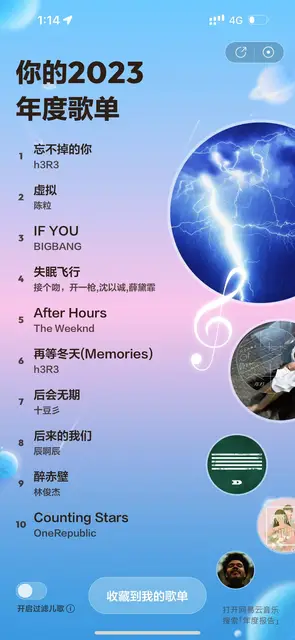 1:14
4G
你的2023
年度歌单
1 忘不掉的你
h3R3
2 虚拟
陈粒
3 IF YOU
BIGBANG
4 失眠飞行
接个吻，开一枪,沈以诚,薛黛霏
5 After Hours
The Weeknd
6 再等冬天(Memories)
h3R3
7 后会无期
十豆彡
8 后来的我们
辰啊辰
9 醉赤壁
林俊杰
10 Counting Stars
OneRepublic
开启过滤儿歌
收藏到我的歌单
打开网易云音乐
搜索「年度报告」